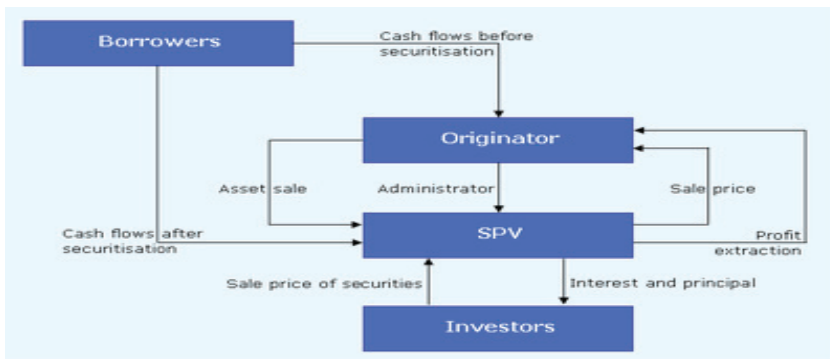 Borrowers
Cash flows before
securitisation
Originator
Asset sale
Administrator
Sale price
SPV
Cash flows after
securitisation
Profit
extraction
Sale price of securities
Interest and principal
Investors